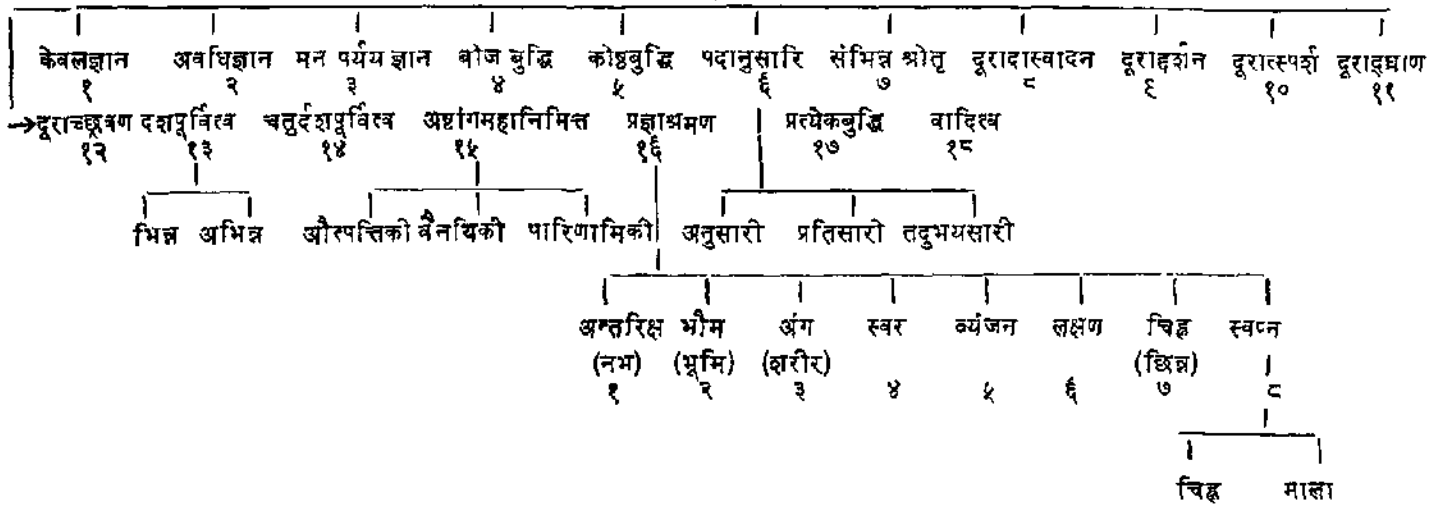 केवलज्ञान अवधिज्ञान मन पर्यय ज्ञान बीज बुद्धि कोष्ठबुद्धि पदानुसारि संभिन्न श्रोतृ दूरादास्वादन दूराद्दर्शन दूरात्स्पर्श दूराद्घ्राण
१ २ ३ ४ ५ ६ ७ ८ ९ १० ११
→दूराच्छ्रवण दशपूर्वित्व चतुर्दशपूर्वित्व अष्टांगमहानिमित्त प्रज्ञाश्रमण प्रत्येकबुद्धि वादित्व
१२ १३ १४ १५ १६ १७ १८
भिन्न अभिन्न औत्पत्तिकी वैनयिकी पारिणामिकी अनुसारी प्रतिसारी तदुभयसारी
अन्तरिक्ष भौम अंग स्वर व्यंजन लक्षण चिह्न स्वप्न
(नभ) (भूमि) (शरीर) (छिन्न)
१ २ ३ ४ ५ ६ ७ ८
चिह्न माला